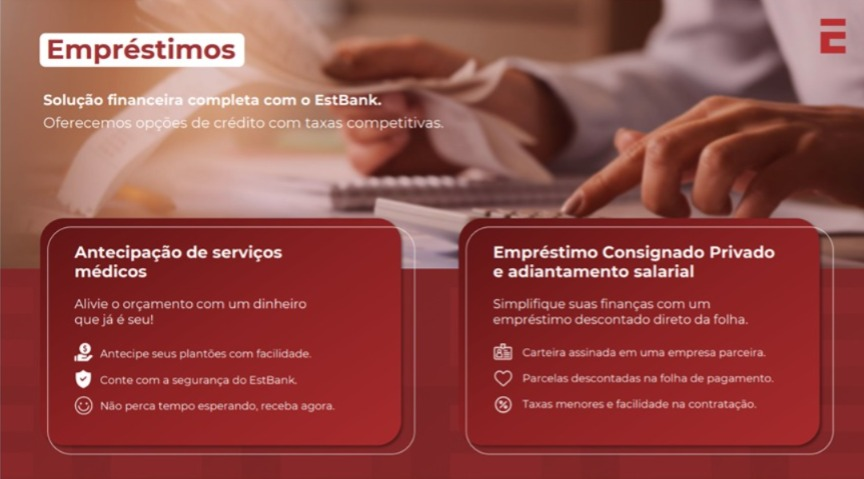 Empréstimos
Solução financeira completa com o EstBank.
Oferecemos opções de crédito com taxas competitivas.
Antecipação de serviços
médicos
Alivie o orçamento com um dinheiro
que já é seu!
Antecipe seus plantões com facilidade.
Conte com a segurança do EstBank.
Não perca tempo esperando, receba agora.
Empréstimo Consignado Privado
e adiantamento salarial
Simplifique suas finanças com um
empréstimo descontado direto da folha.
Carteira assinada em uma empresa parceira.
Parcelas descontadas na folha de pagamento.
Taxas menores e facilidade na contratação.